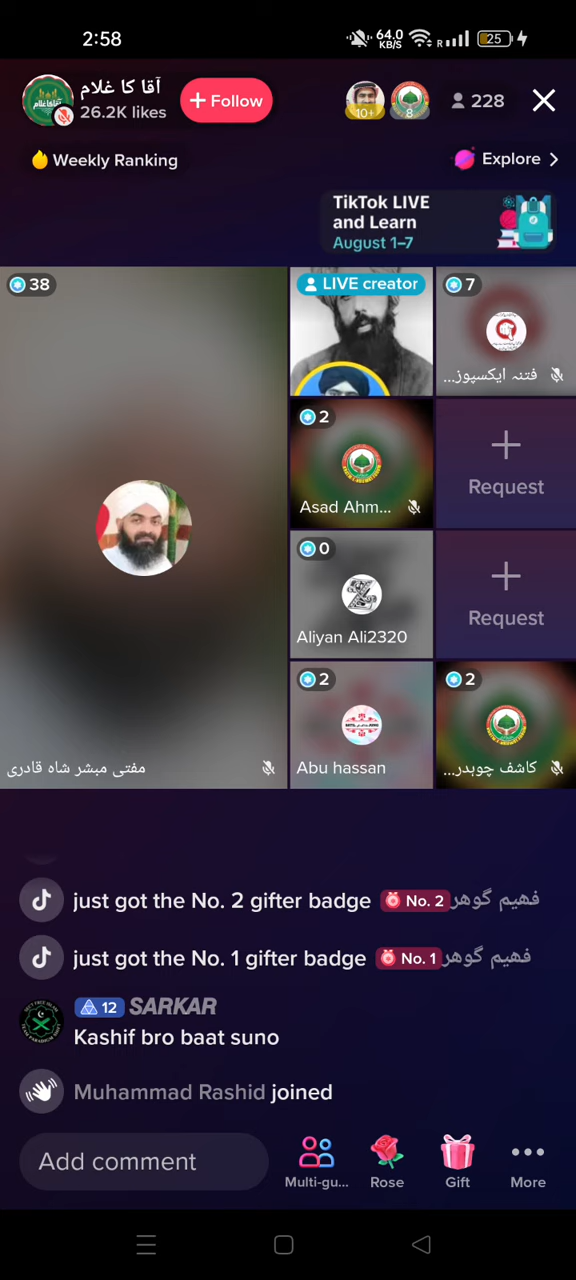 2:58
64.0
KB/S
R
25
آقا کا غلام
26.2K likes
+ Follow
10+
8
228
Weekly Ranking
Explore >
TikTok LIVE
and Learn
August 1–7
38
LIVE creator
7
فتنہ ایکسپوز...
2
Asad Ahm...
Request
0
Aliyan Ali2320
Request
مفتی مبشر شاہ قادری
2
Abu hassan
2
کاشف چوہدر...
just got the No. 2 gifter badge No. 2 فھیم گوھر
just got the No. 1 gifter badge No. 1 فھیم گوھر
12 SARKAR
Kashif bro baat suno
Muhammad Rashid joined
Add comment
Multi-gu...
Rose
Gift
More